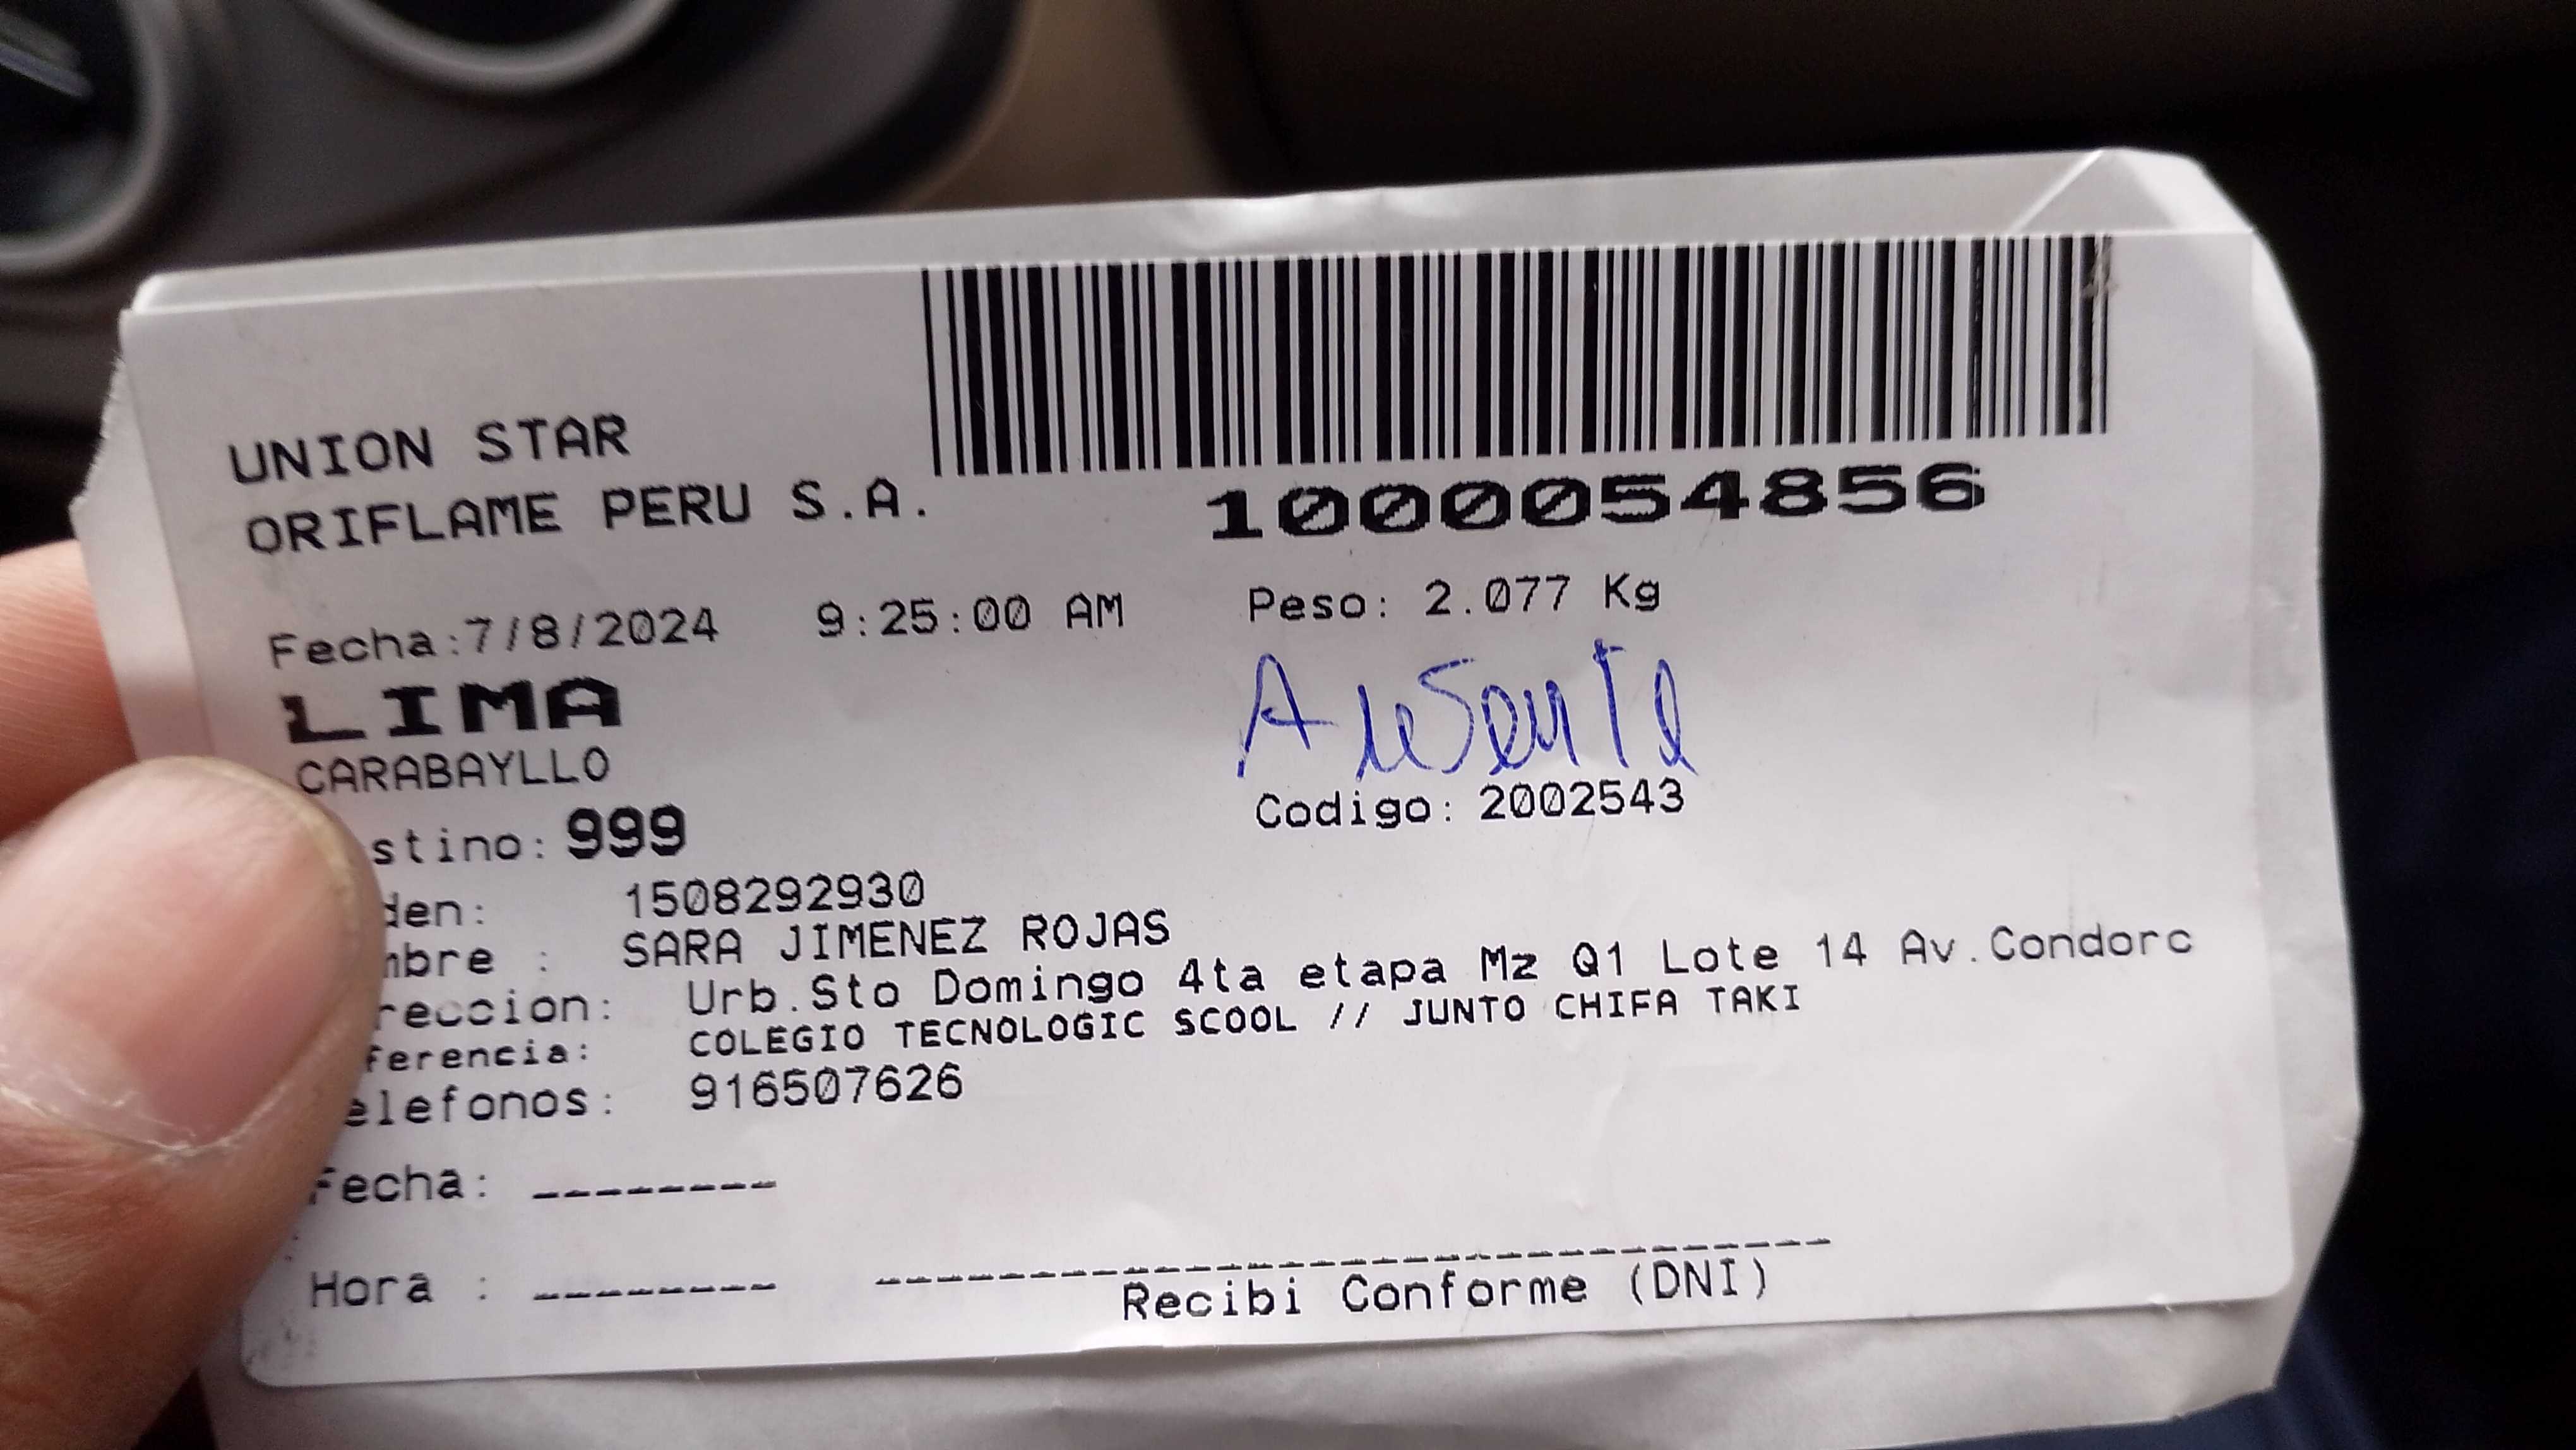 UNION STAR
ORIFLAME PERU S.A.
1000054856
Fecha:7/8/2024 9:25:00 AM Peso: 2.077 Kg
LIMA
Ausente
CARABAYLLO
Codigo: 2002543
stino: 999
den: 1508292930
mbre : SARA JIMENEZ ROJAS
reccion: Urb.Sto Domingo 4ta etapa Mz Q1 Lote 14 Av.Condorc
ferencia: COLEGIO TECNOLOGIC SCOOL // JUNTO CHIFA TAKI
elefonos: 916507626
Fecha: --------
Hora : --------
Recibi Conforme (DNI)